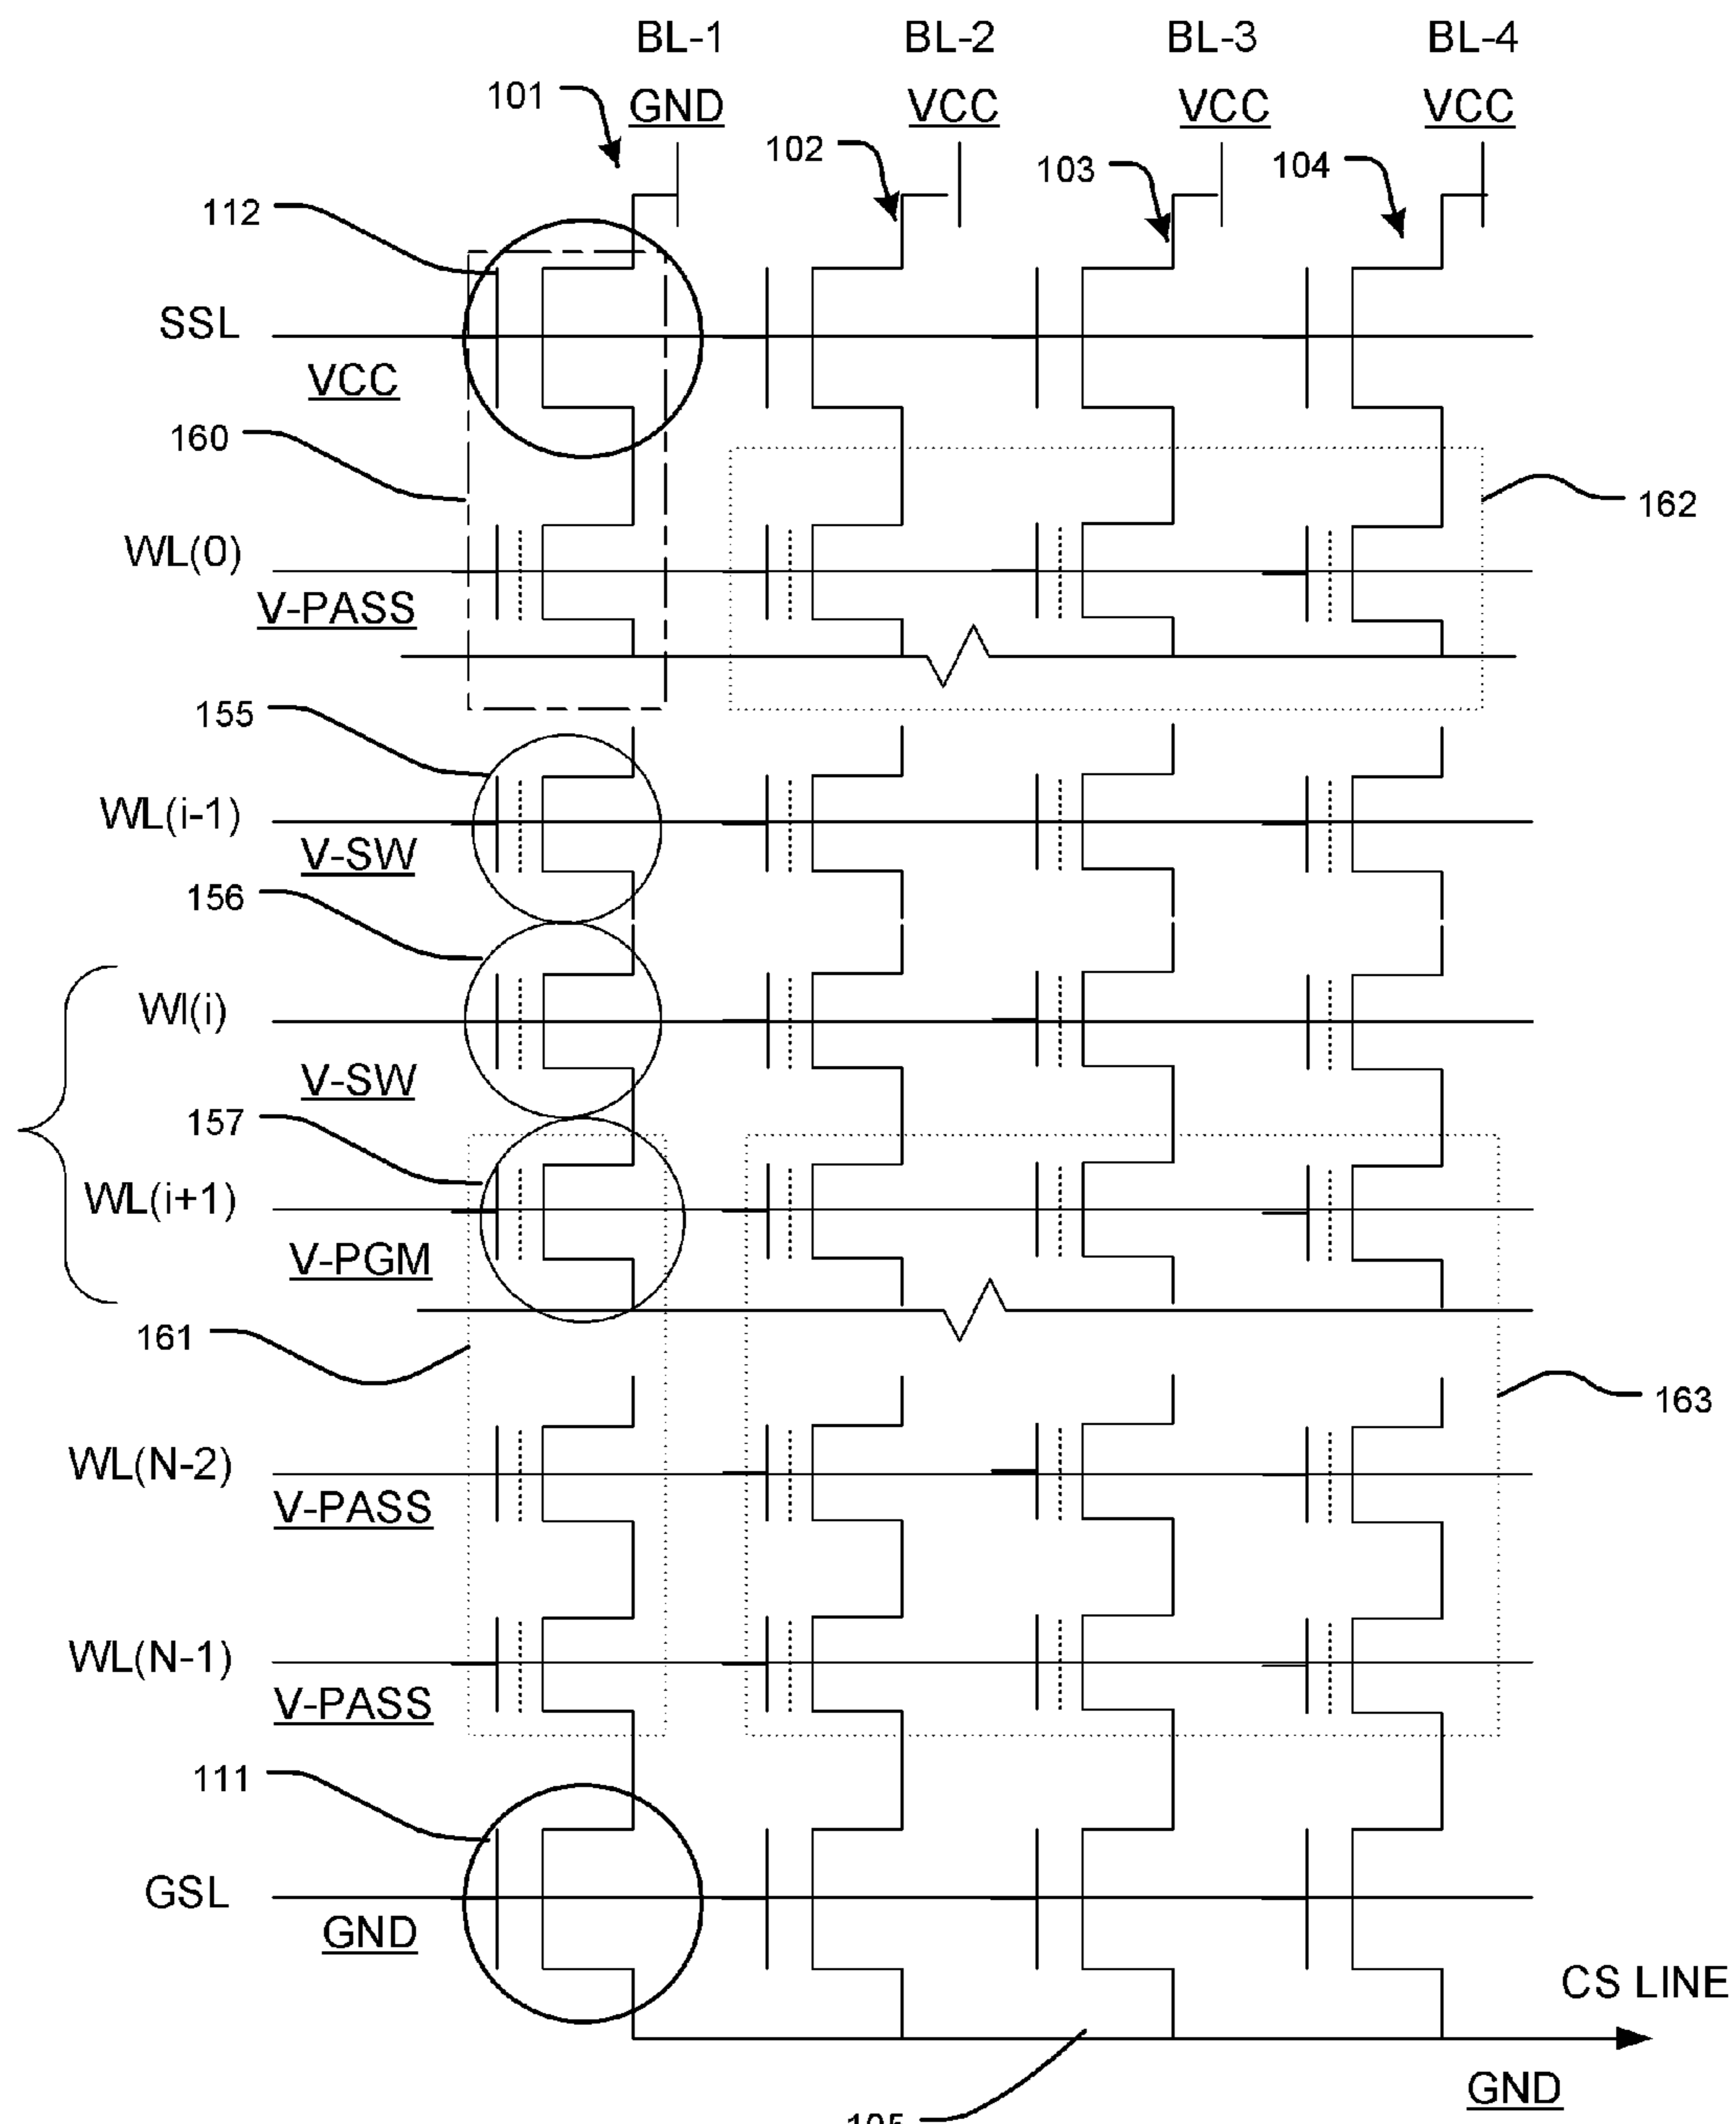 BL-1 BL-2 BL-3 BL-4
101 GND VCC VCC VCC
102 103 104
112
SSL
VCC
160
162
WL(0)
V-PASS
155
WL(i-1)
V-SW
156
Wl(i)
V-SW
157
WL(i+1)
V-PGM
161
163
WL(N-2)
V-PASS
WL(N-1)
V-PASS
111
GSL
GND
CS LINE
GND
105